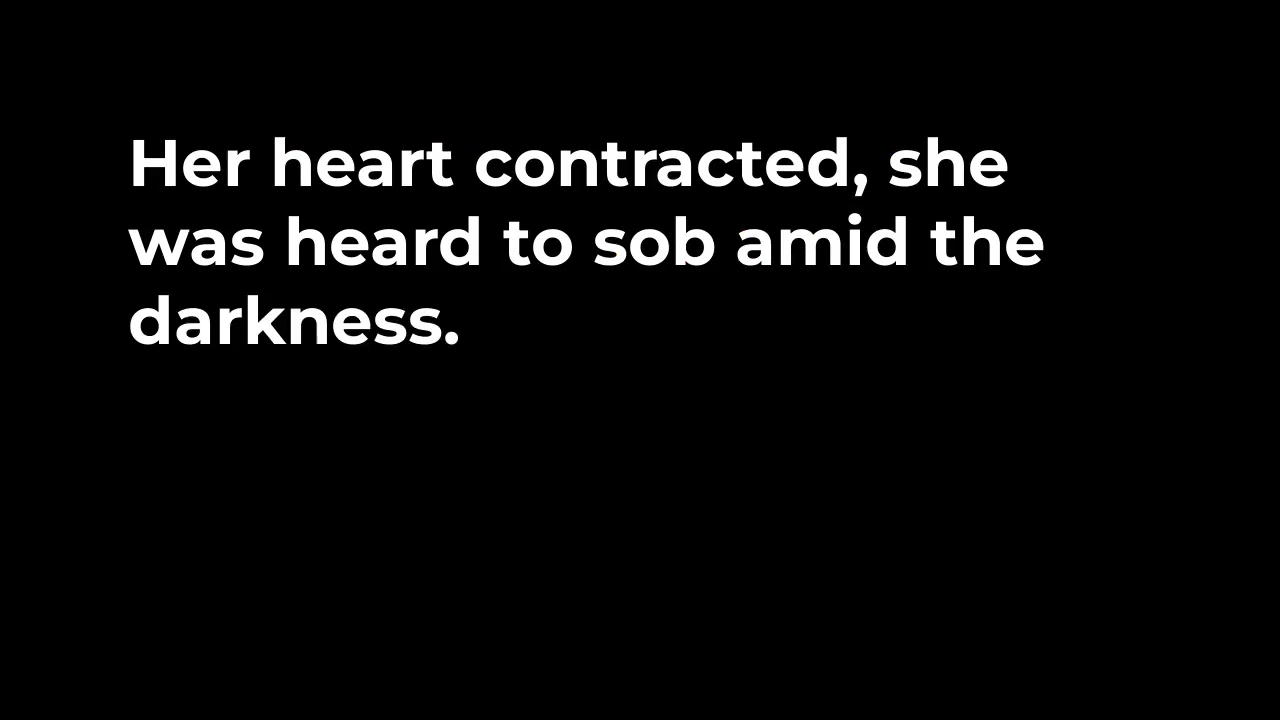 Her heart contracted, she
was heard to sob amid the
darkness.